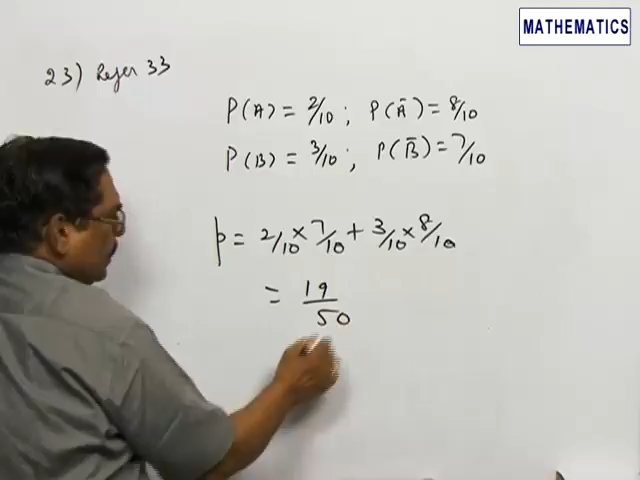 MATHEMATICS
23) Refer 33
P(A) = 2/10 ; P(Ā) = 8/10
P(B) = 3/10 ; P(B̄) = 7/10
p = 2/10 × 7/10 + 3/10 × 8/10
= 19/50